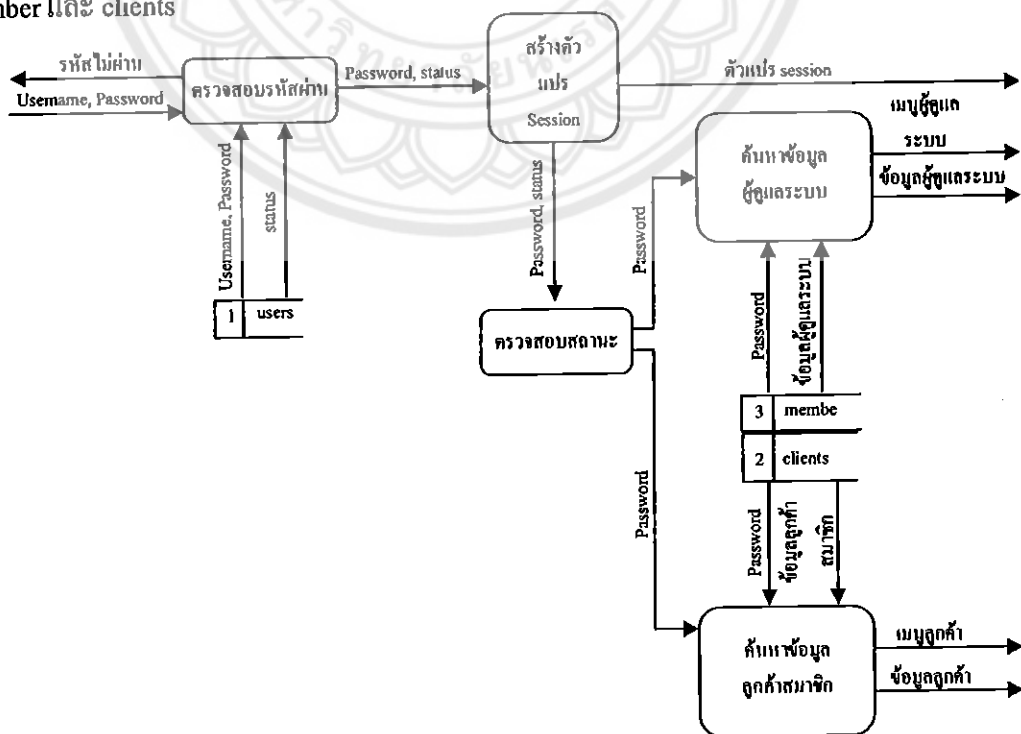 mber และ clients
รหัสไม่ผ่าน
Username, Password
ตรวจสอบรหัสผ่าน
Password, status
สร้างตัว
แปร
Session
ตัวแปร session
เมนูผู้ดูแล
ระบบ
ข้อมูลผู้ดูแลระบบ
ค้นหาข้อมูล
ผู้ดูแลระบบ
Username, Password
status
Password, status
Password
1 users
ตรวจสอบสถานะ
Password
ข้อมูลผู้ดูแลระบบ
3 membe
2 clients
Password
Password
ข้อมูลลูกค้า
สมาชิก
ค้นหาข้อมูล
ลูกค้าสมาชิก
เมนูลูกค้า
ข้อมูลลูกค้า